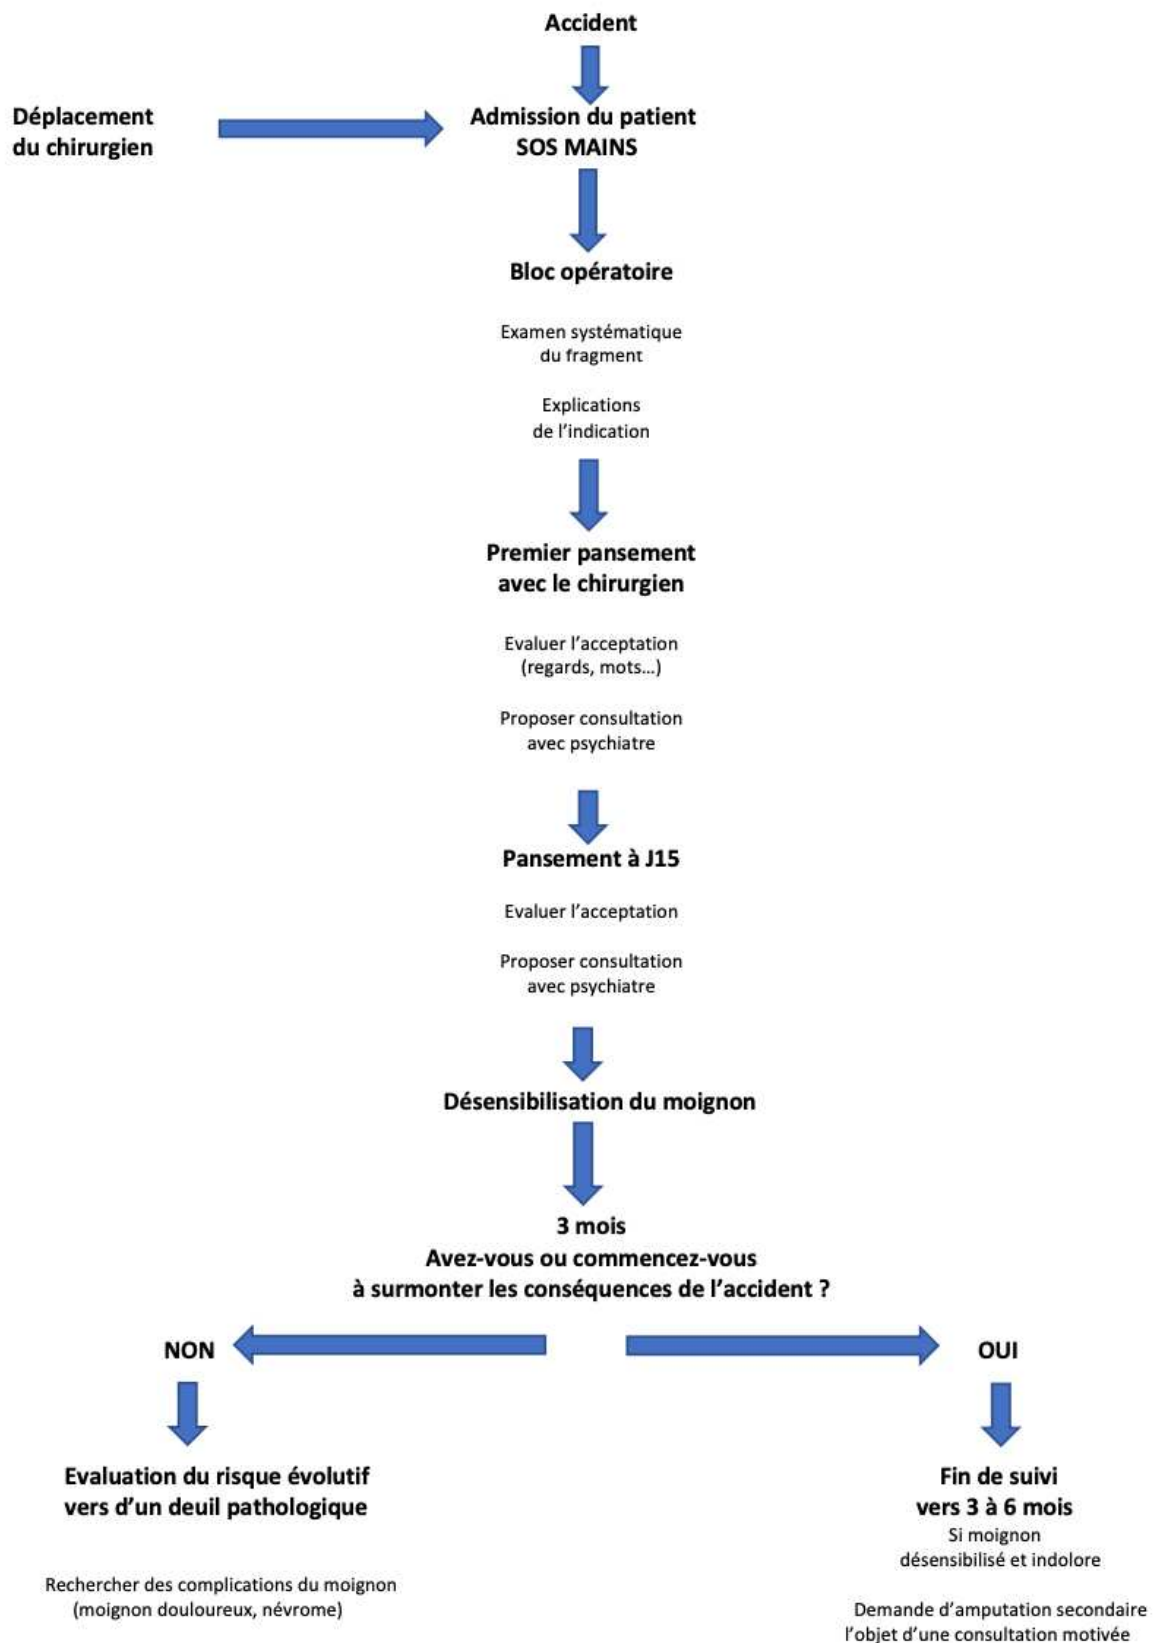 Accident
Déplacement
du chirurgien
Admission du patient
SOS MAINS
Bloc opératoire
Examen systématique
du fragment
Explications
de l'indication
Premier pansement
avec le chirurgien
Evaluer l'acceptation
(regards, mots…)
Proposer consultation
avec psychiatre
Pansement à J15
Evaluer l'acceptation
Proposer consultation
avec psychiatre
Désensibilisation du moignon
3 mois
Avez-vous ou commencez-vous
à surmonter les conséquences de l'accident ?
NON
OUI
Evaluation du risque évolutif
vers d'un deuil pathologique
Rechercher des complications du moignon
(moignon douloureux, névrome)
Fin de suivi
vers 3 à 6 mois
Si moignon
désensibilisé et indolore
Demande d'amputation secondaire
l'objet d'une consultation motivée